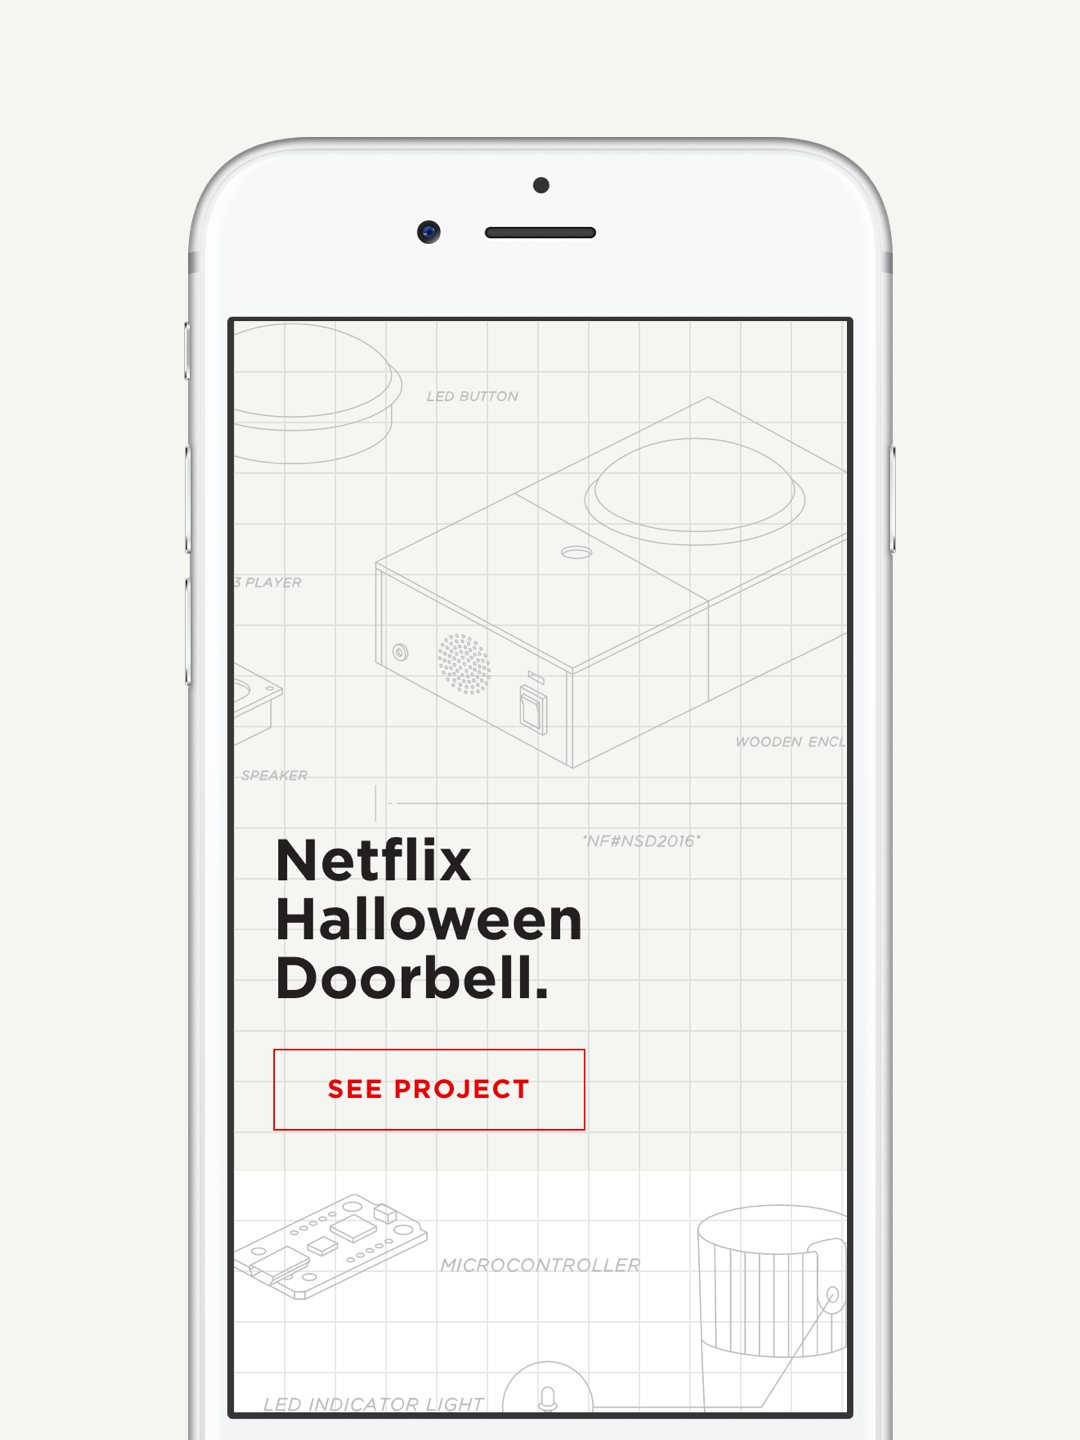 LED BUTTON
3 PLAYER
WOODEN ENCL
SPEAKER
"NF#NSD2016"
Netflix
Halloween
Doorbell.
SEE PROJECT
MICROCONTROLLER
LED INDICATOR LIGHT